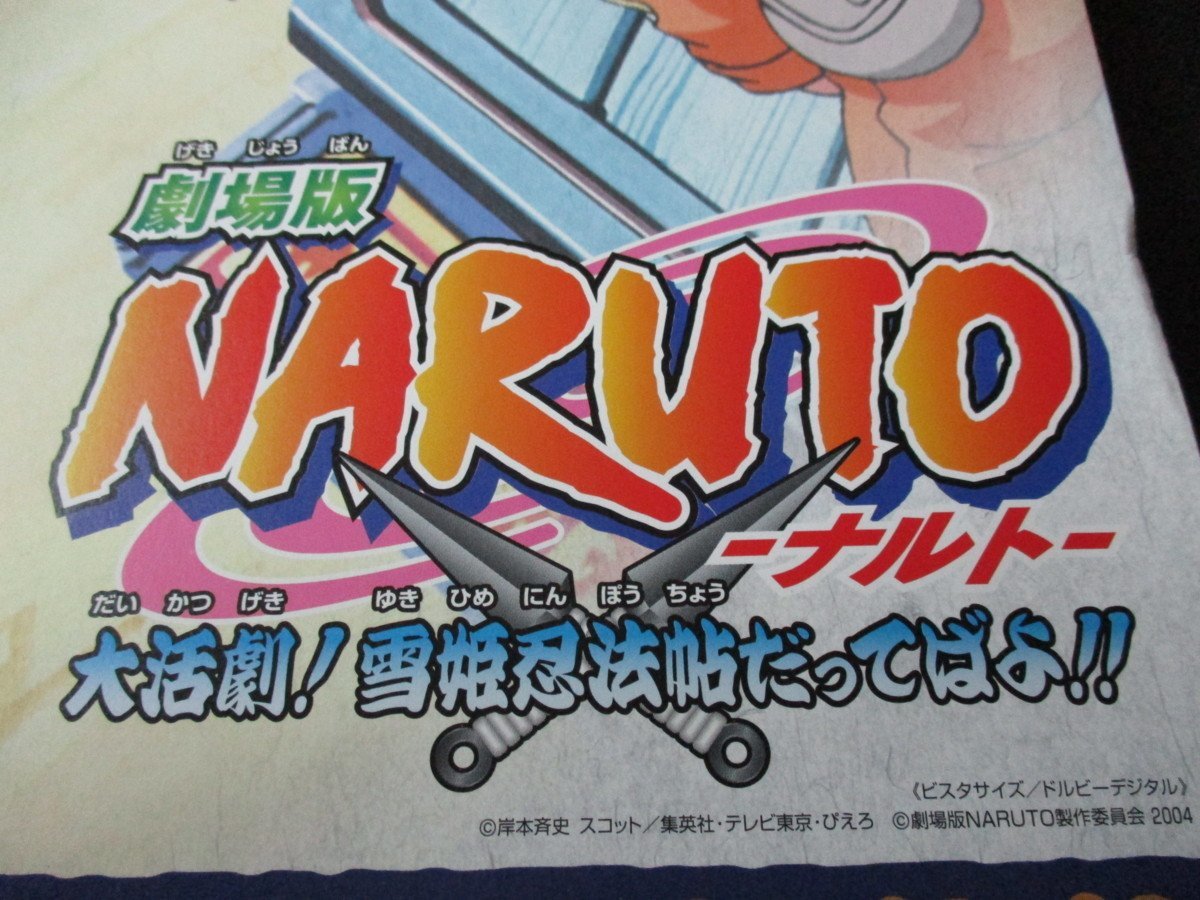 げき じょう ばん
劇場版
NARUTO
-ナルト-
だい かつ げき ゆき ひめ にん ぽう ちょう
大活劇!雪姫忍法帖だってばよ!!
《ビスタサイズ/ドルビーデジタル》
©岸本斉史 スコット/集英社・テレビ東京・ぴえろ ©劇場版NARUTO製作委員会 2004